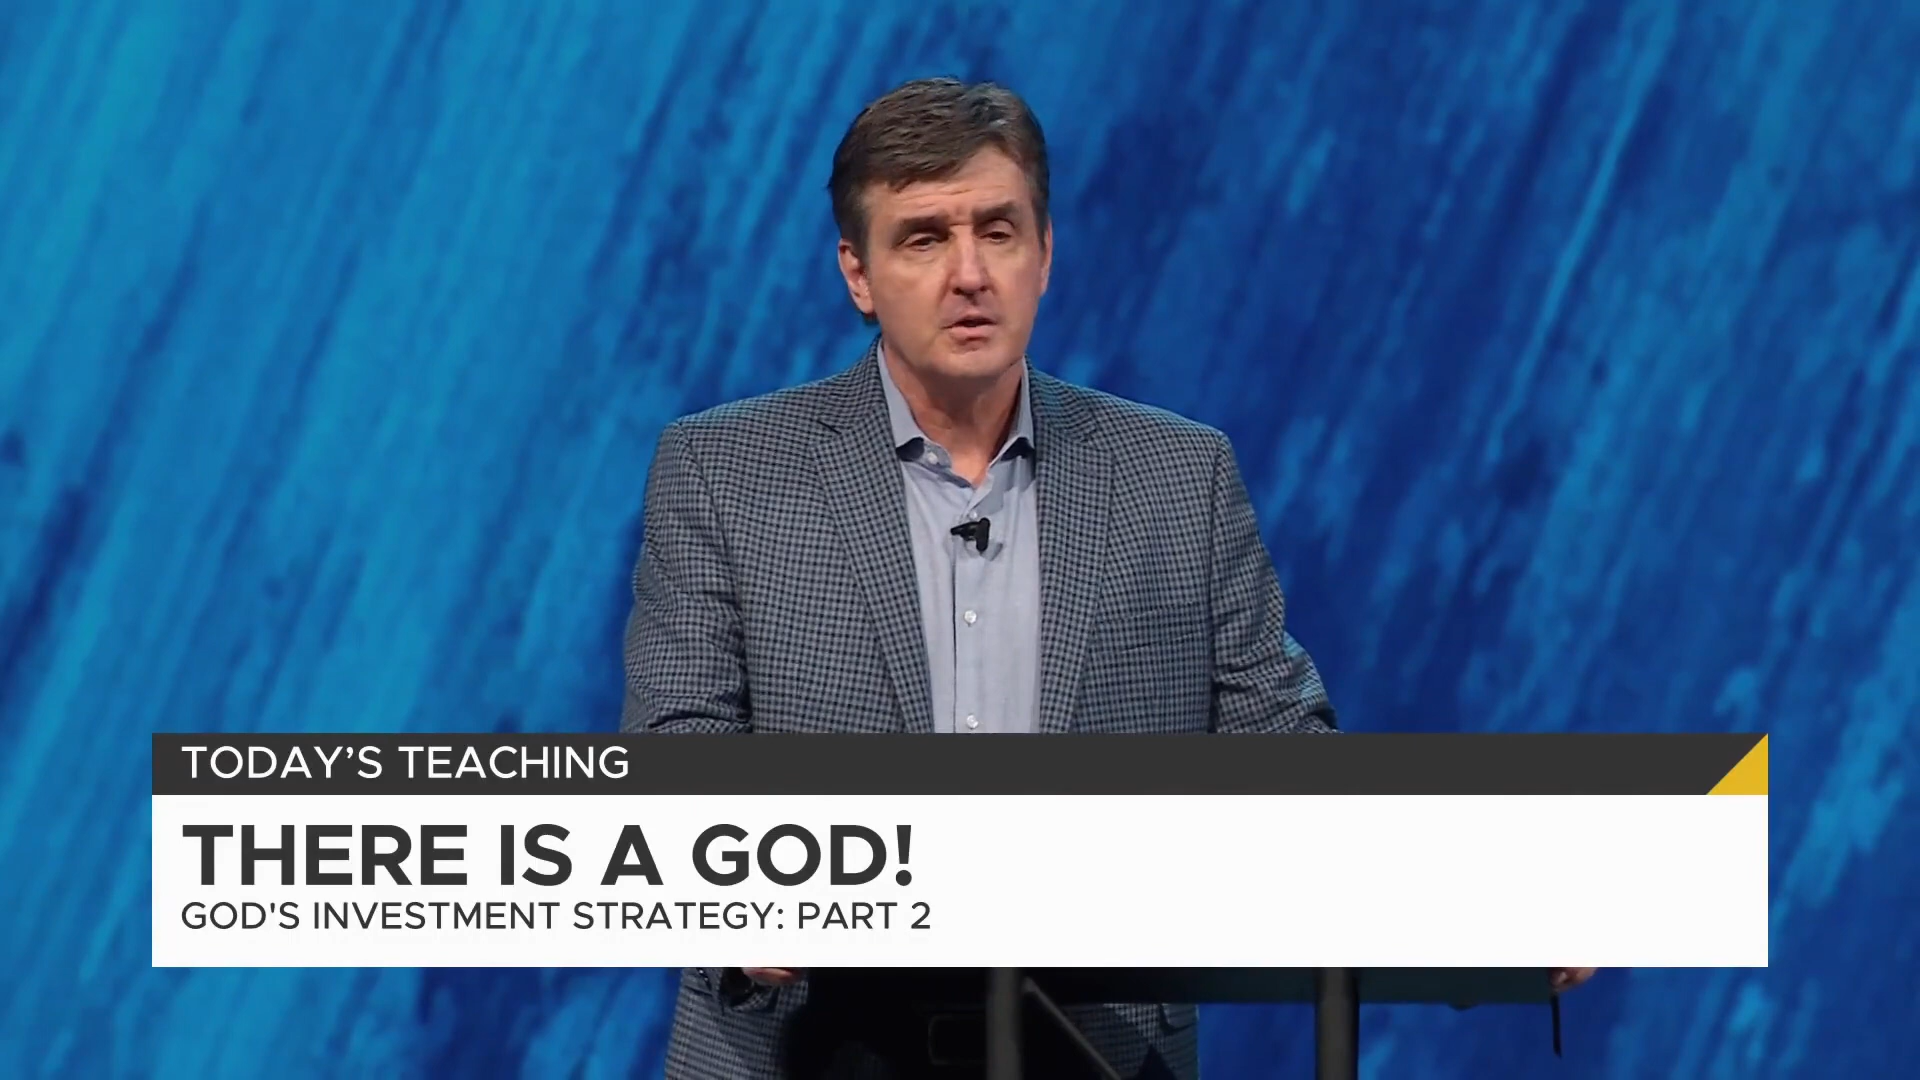 TODAY’S TEACHING
THERE IS A GOD!
GOD'S INVESTMENT STRATEGY: PART 2